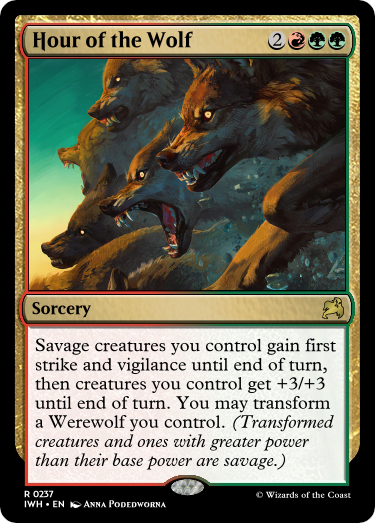 Hour of the Wolf 2
Sorcery
Savage creatures you control gain first
strike and vigilance until end of turn,
then creatures you control get +3/+3
until end of turn. You may transform
a Werewolf you control. (Transformed
creatures and ones with greater power
than their base power are savage.)
R 0237
IWH • EN Anna Podedworna
© Wizards of the Coast